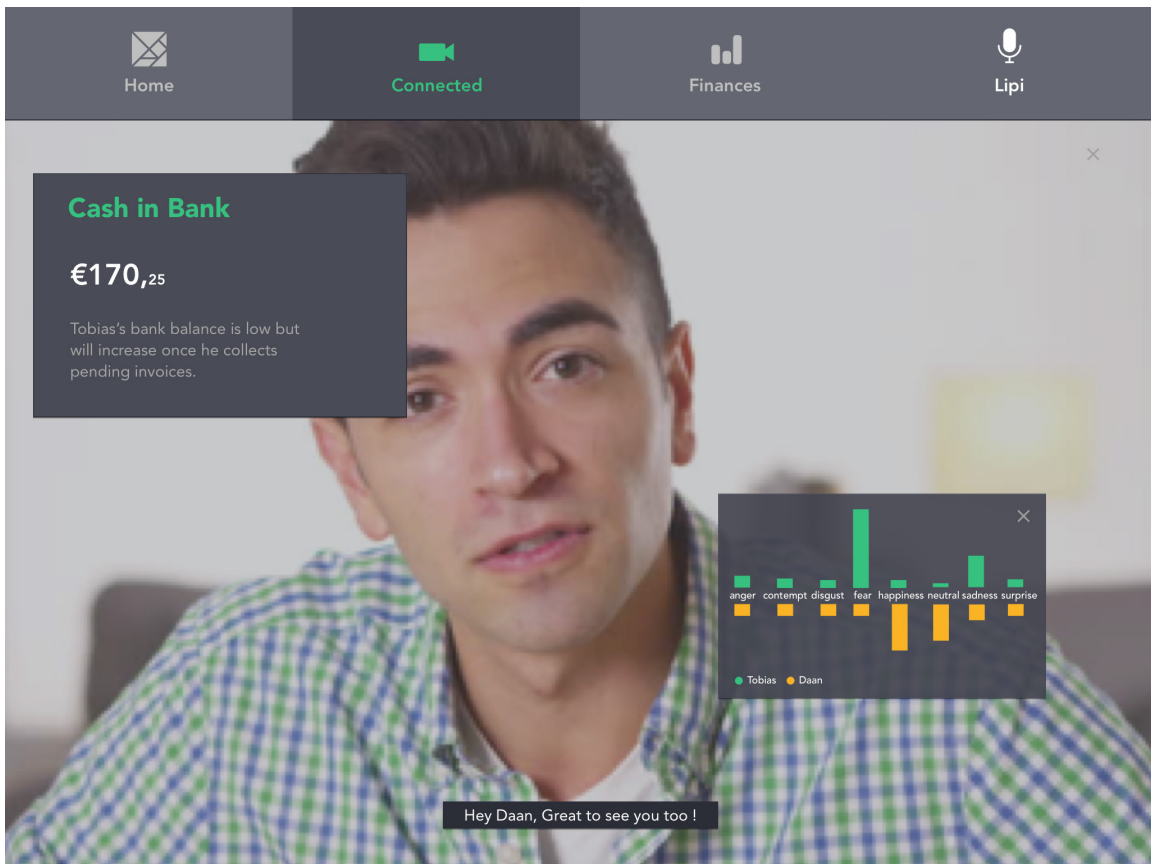 Home
Connected
Finances
Lipi
Cash in Bank
€170,25
Tobias's bank balance is low but
will increase once he collects
pending invoices.
anger contempt disgust fear happiness neutral sadness surprise
Tobias Daan
Hey Daan, Great to see you too !